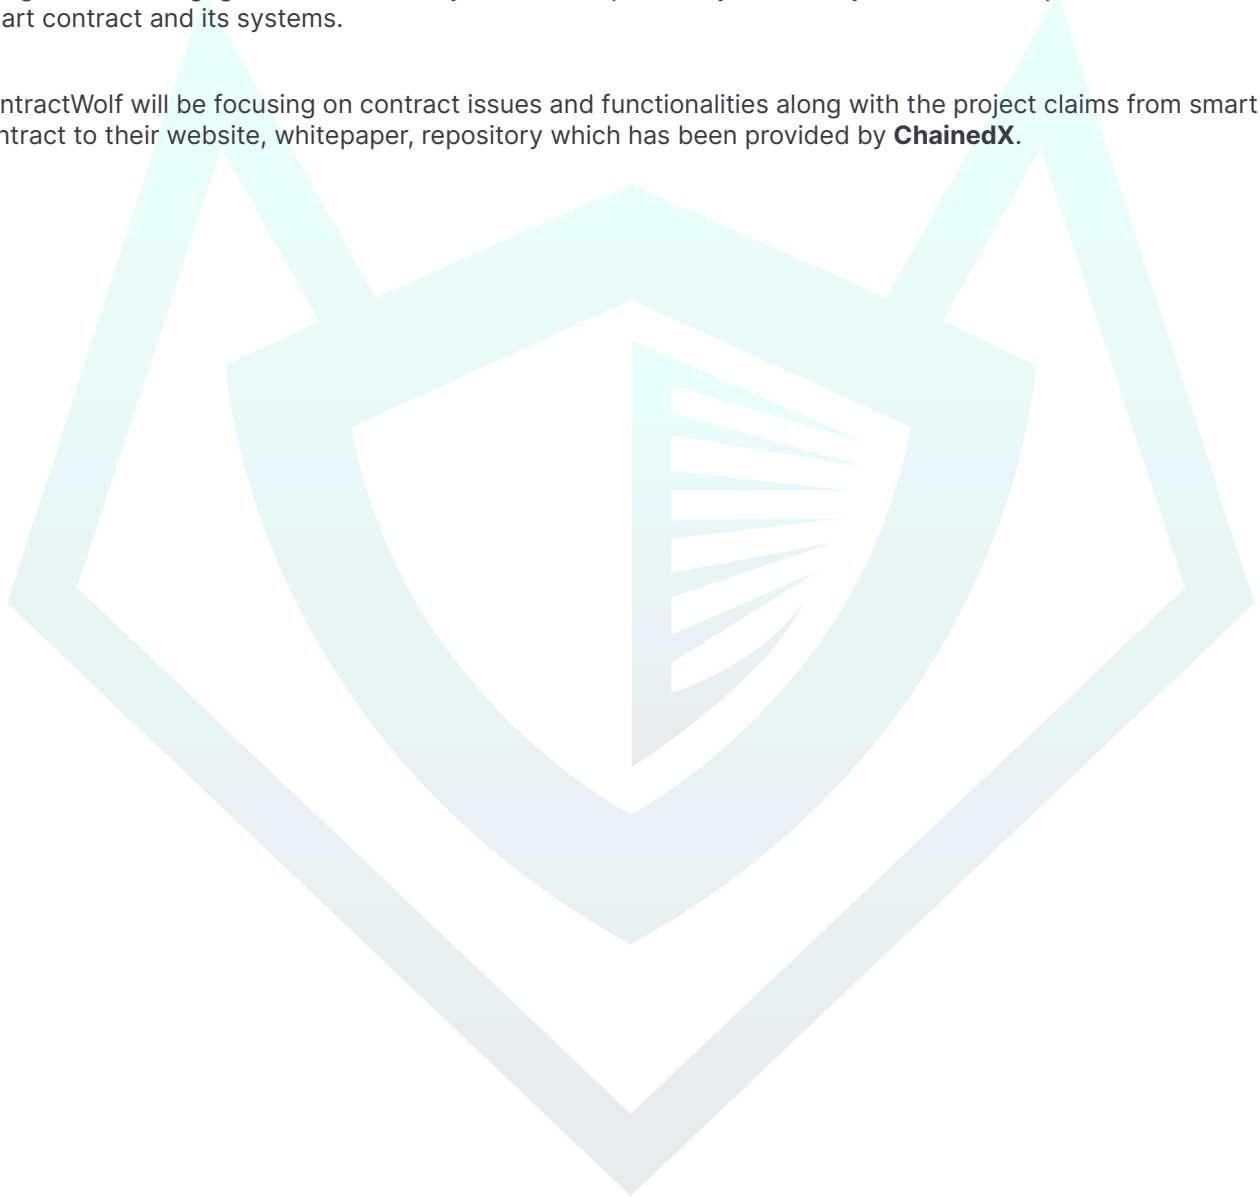 art contract and its systems.
ntractWolf will be focusing on contract issues and functionalities along with the project claims from smart
ntract to their website, whitepaper, repository which has been provided by ChainedX.